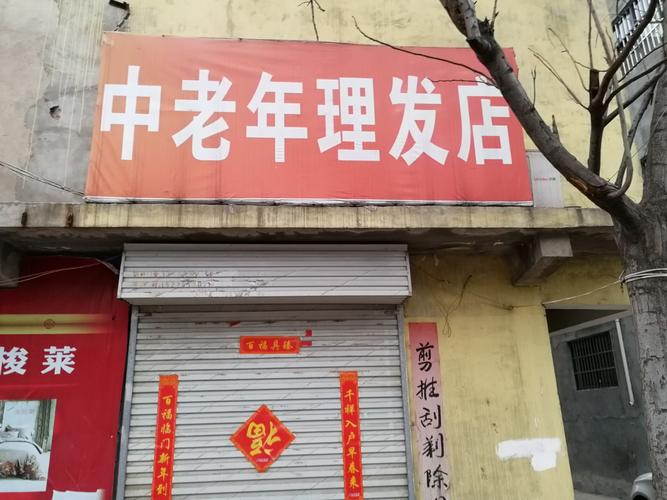 中老年理发店
梭莱
百福具臻
百福临门新年到
千祥入户早春来
福
剪推刮剃除